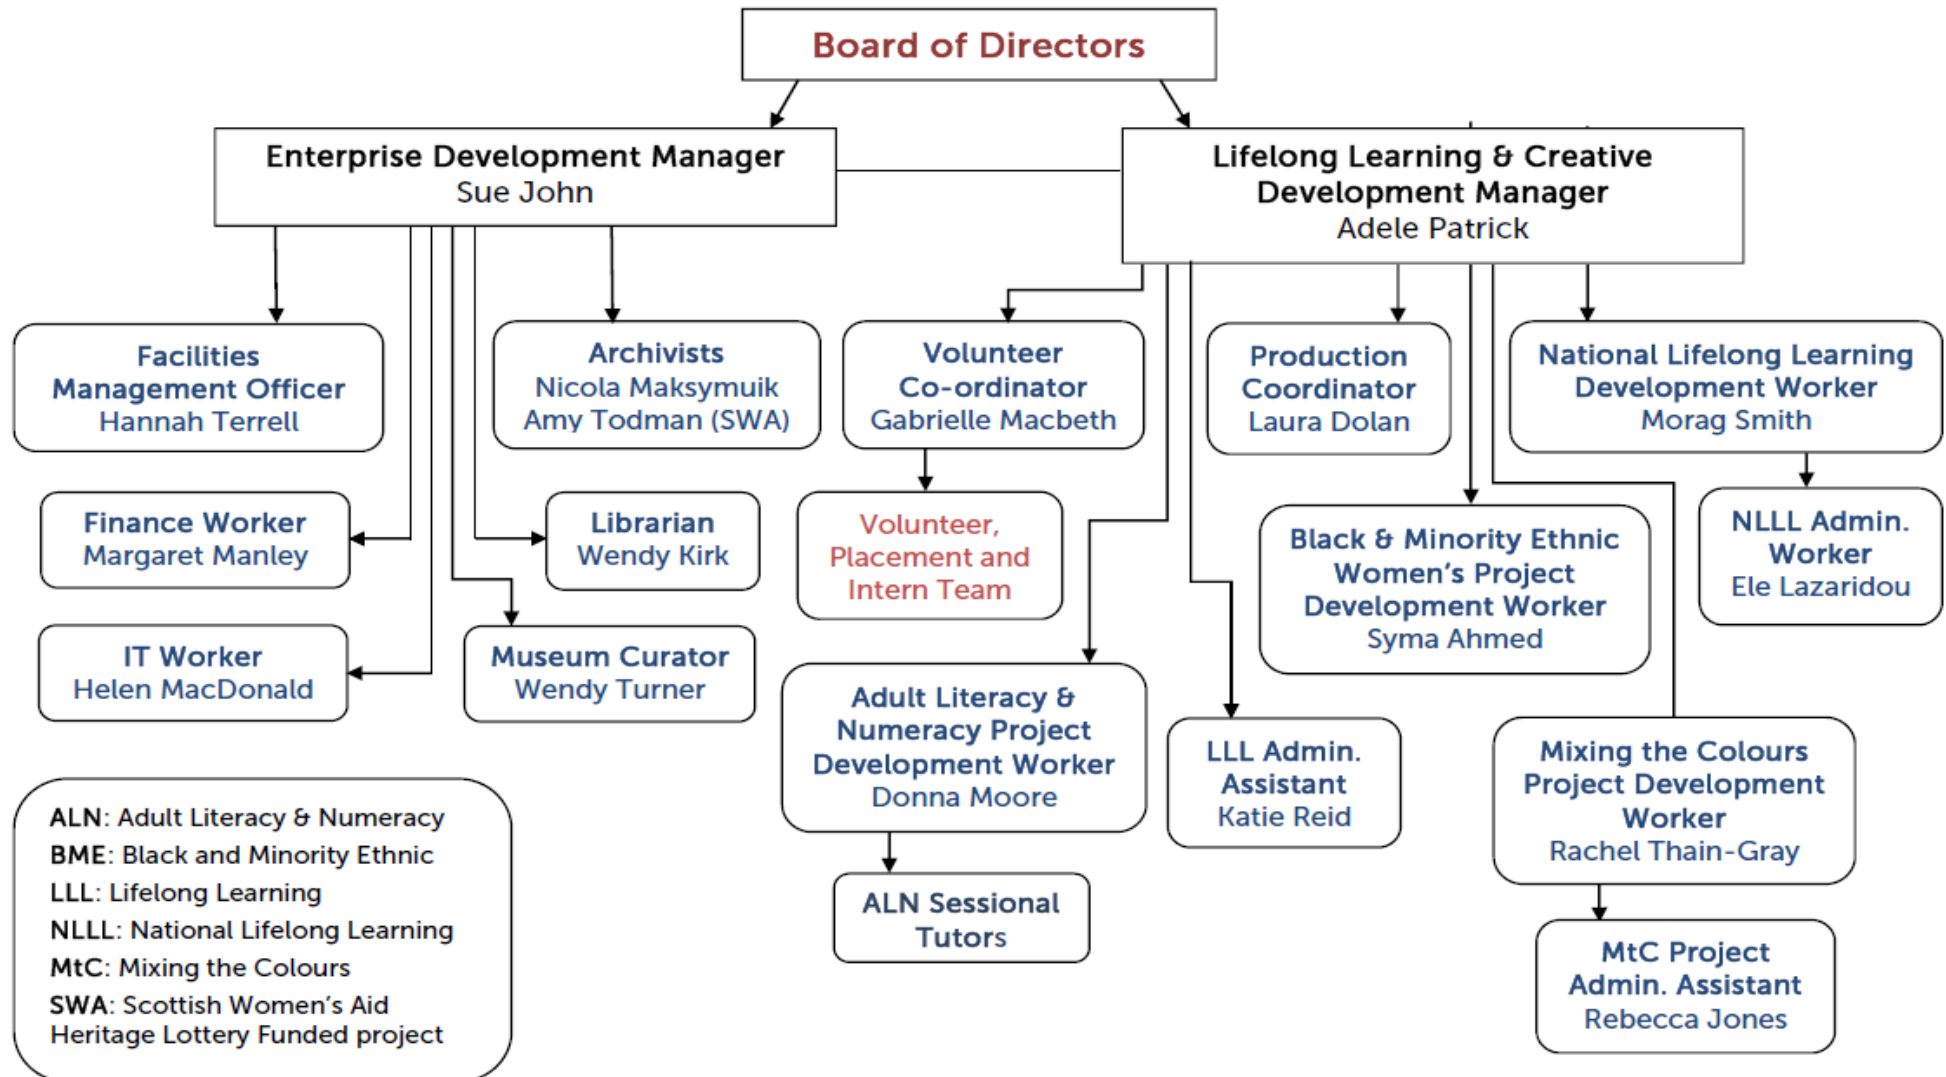 Board of Directors
Enterprise Development Manager
Sue John
Lifelong Learning & Creative
Development Manager
Adele Patrick
Facilities
Management Officer
Hannah Terrell
Archivists
Nicola Maksymuik
Amy Todman (SWA)
Volunteer
Co-ordinator
Gabrielle Macbeth
Production
Coordinator
Laura Dolan
National Lifelong Learning
Development Worker
Morag Smith
Finance Worker
Margaret Manley
Librarian
Wendy Kirk
Volunteer,
Placement and
Intern Team
Black & Minority Ethnic
Women’s Project
Development Worker
Syma Ahmed
NLLL Admin.
Worker
Ele Lazaridou
IT Worker
Helen MacDonald
Museum Curator
Wendy Turner
Adult Literacy &
Numeracy Project
Development Worker
Donna Moore
LLL Admin.
Assistant
Katie Reid
Mixing the Colours
Project Development
Worker
Rachel Thain-Gray
ALN: Adult Literacy & Numeracy
BME: Black and Minority Ethnic
LLL: Lifelong Learning
NLLL: National Lifelong Learning
MtC: Mixing the Colours
SWA: Scottish Women’s Aid
Heritage Lottery Funded project
ALN Sessional
Tutors
MtC Project
Admin. Assistant
Rebecca Jones